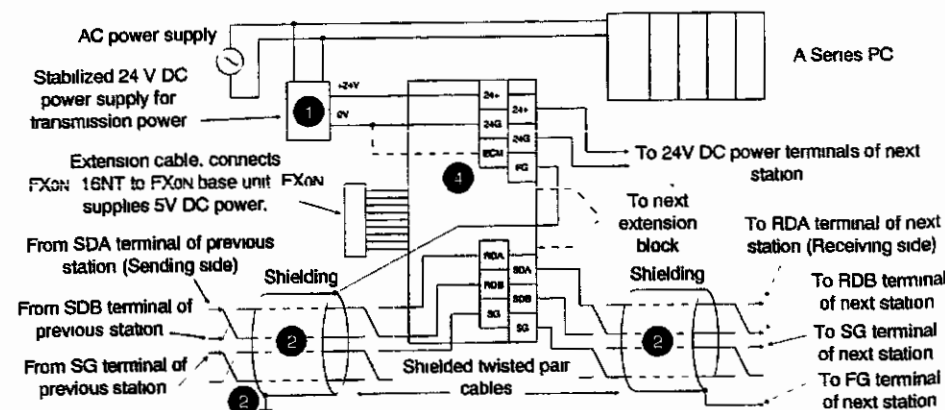 AC power supply
A Series PC
Stabilized 24 V DC
power supply for
transmission power
+24V
0V
1
24+
24G
ECM
24+
24G
FG
4
To 24V DC power terminals of next
station
Extension cable. connects
FXON 16NT to FXON base unit FXON
supplies 5V DC power.
To next
extension
block
From SDA terminal of previous
station (Sending side)
Shielding
RDA
RDB
SG
SDA
SDB
SG
Shielding
To RDA terminal of next
station (Receiving side)
From SDB terminal of
previous station
2
2
To RDB terminal
of next station
To SG terminal
of next station
From SG terminal of
previous station
2
Shielded twisted pair
cables
To FG terminal
of next station